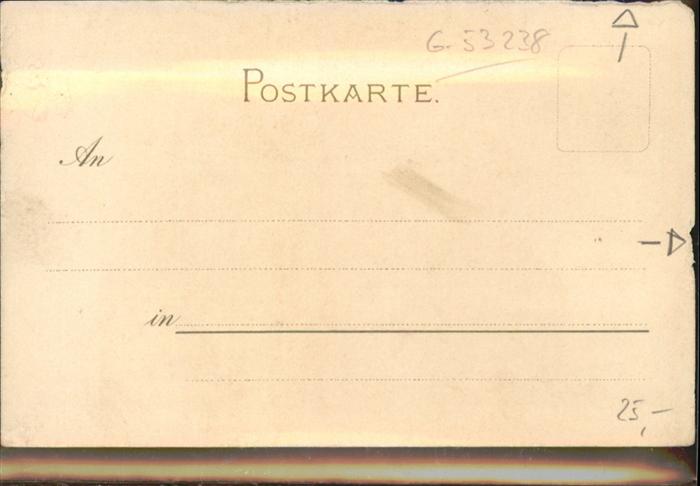 G. 53238
POSTKARTE.
An
in
25,—